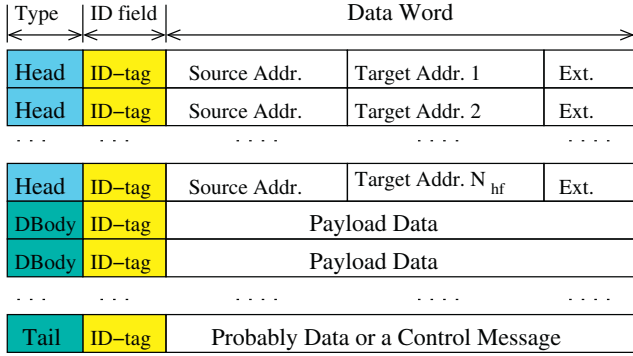 Type ID field Data Word
Head ID−tag Source Addr. Target Addr. 1 Ext.
Head ID−tag Source Addr. Target Addr. 2 Ext.
. . . . . . . . . . . . . . . . . .
Head ID−tag Source Addr. Target Addr. N hf Ext.
DBody ID−tag Payload Data
DBody ID−tag Payload Data
. . . . . . . . . . . . . . . . . .
Tail ID−tag Probably Data or a Control Message